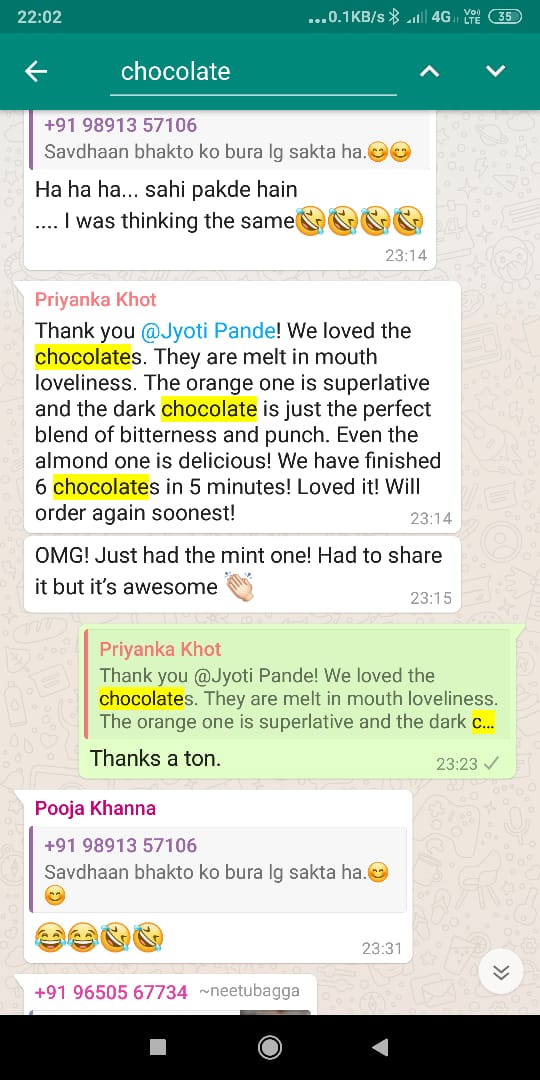 22:02
...0.1KB/s 4G Vo) LTE 35
chocolate
+91 98913 57106
Savdhaan bhakto ko bura lg sakta ha.😊😊
Ha ha ha... sahi pakde hain
.... I was thinking the same🤣🤣🤣🤣
23:14
Priyanka Khot
Thank you @Jyoti Pande! We loved the
chocolates. They are melt in mouth
loveliness. The orange one is superlative
and the dark chocolate is just the perfect
blend of bitterness and punch. Even the
almond one is delicious! We have finished
6 chocolates in 5 minutes! Loved it! Will
order again soonest!
23:14
OMG! Just had the mint one! Had to share
it but it's awesome 👏🏻
23:15
Priyanka Khot
Thank you @Jyoti Pande! We loved the
chocolates. They are melt in mouth loveliness.
The orange one is superlative and the dark c...
Thanks a ton.
23:23
Pooja Khanna
+91 98913 57106
Savdhaan bhakto ko bura lg sakta ha.😊
😊
😂😂🤣🤣
23:31
+91 96505 67734 ~neetubagga